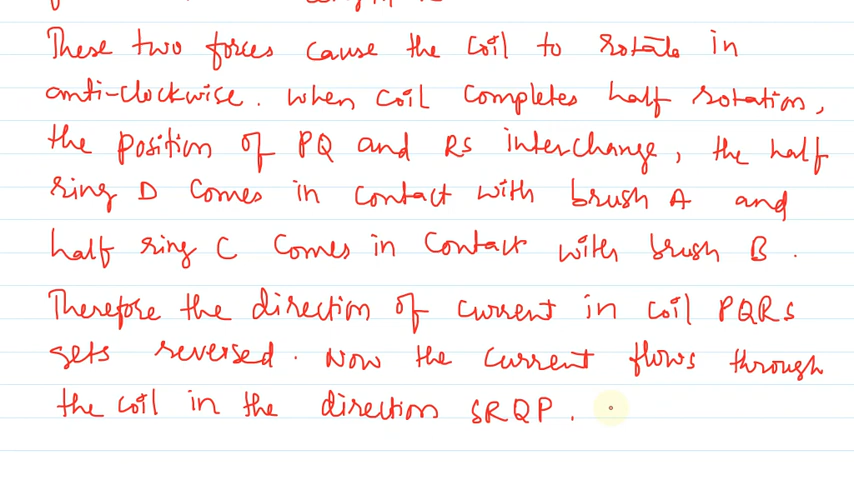 These two forces cause the coil to rotate in
anti-clockwise. When coil completes half rotation,
the position of PQ and RS interchange, the half
ring D comes in contact with brush A and
half ring C comes in contact with brush B.
Therefore the direction of current in coil PQRS
gets reversed. Now the current flows through
the coil in the direction SRQP.